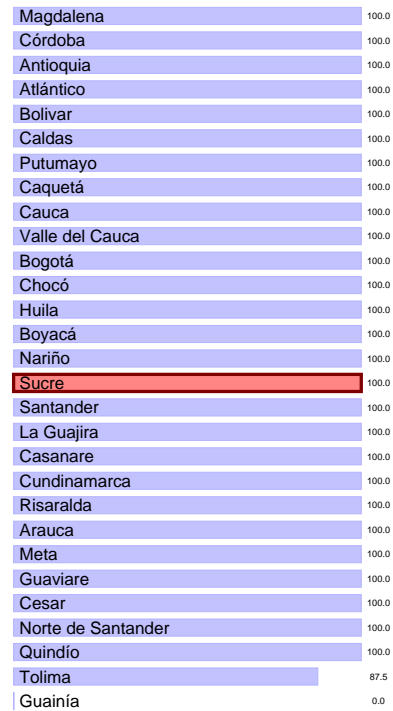 Magdalena 100.0
Córdoba 100.0
Antioquia 100.0
Atlántico 100.0
Bolivar 100.0
Caldas 100.0
Putumayo 100.0
Caquetá 100.0
Cauca 100.0
Valle del Cauca 100.0
Bogotá 100.0
Chocó 100.0
Huila 100.0
Boyacá 100.0
Nariño 100.0
Sucre 100.0
Santander 100.0
La Guajira 100.0
Casanare 100.0
Cundinamarca 100.0
Risaralda 100.0
Arauca 100.0
Meta 100.0
Guaviare 100.0
Cesar 100.0
Norte de Santander 100.0
Quindío 100.0
Tolima 87.5
Guainía 0.0